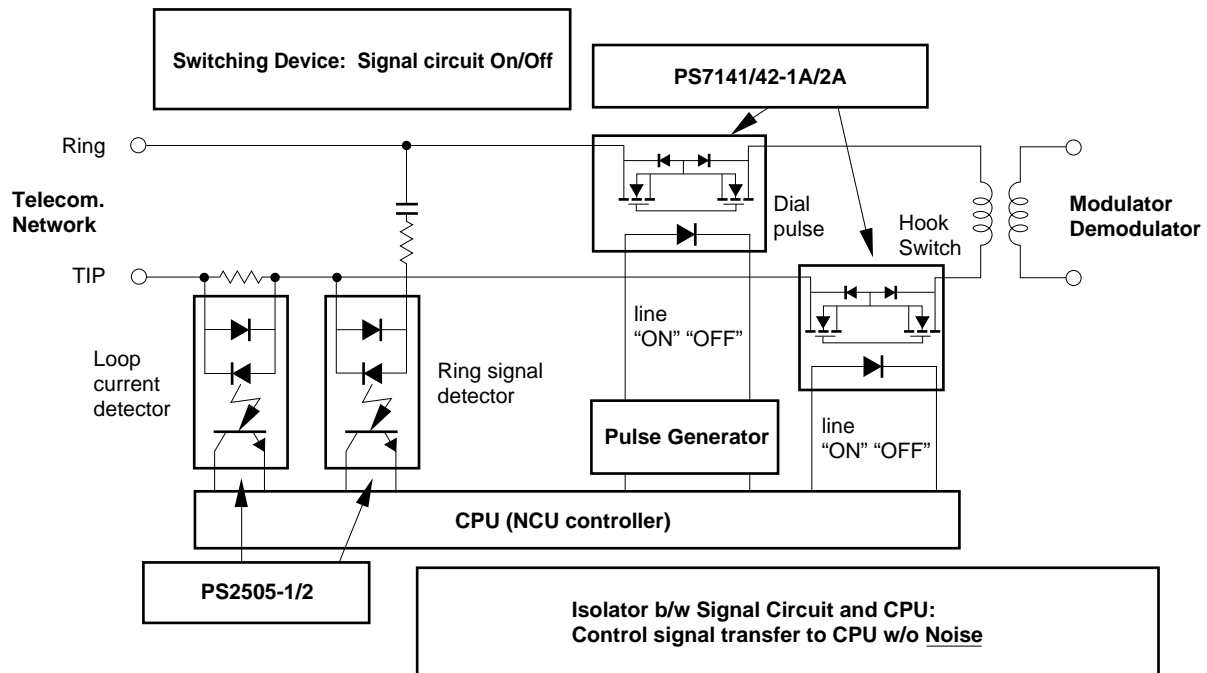 Switching Device: Signal circuit On/Off
PS7141/42-1A/2A
Ring
Telecom.
Network
TIP
Dial
pulse
Hook
Switch
Modulator
Demodulator
Loop
current
detector
Ring signal
detector
line
“ON” “OFF”
Pulse Generator
line
“ON” “OFF”
CPU (NCU controller)
PS2505-1/2
Isolator b/w Signal Circuit and CPU:
Control signal transfer to CPU w/o Noise